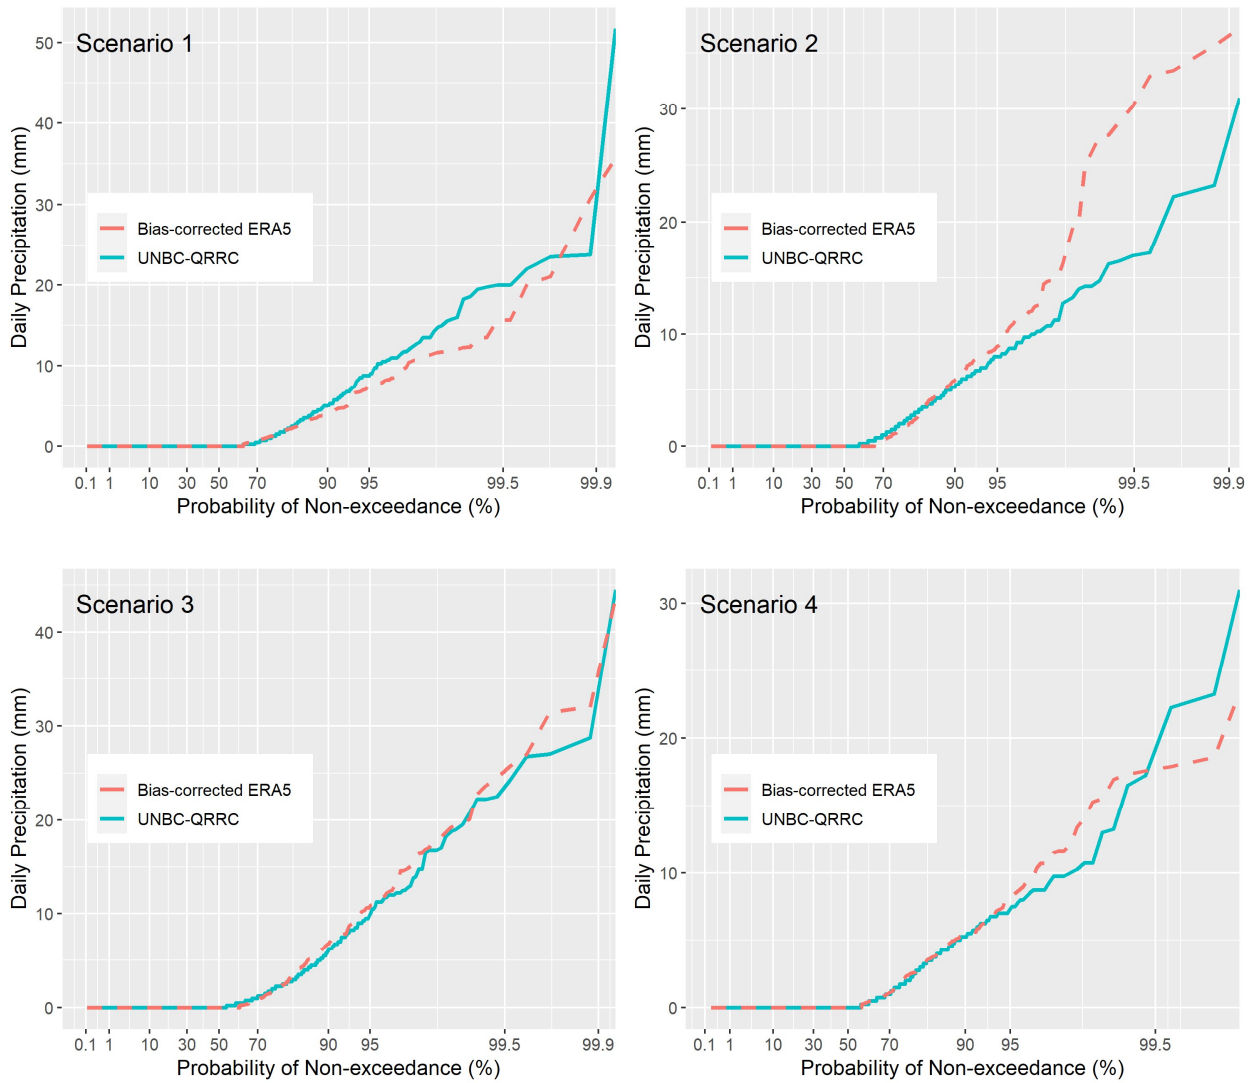 Scenario 1
Daily Precipitation (mm)
50
40
30
20
10
0
Bias-corrected ERA5
UNBC-QRRC
0.1 1 10 30 50 70 90 95 99.5 99.9
Probability of Non-exceedance (%)
Scenario 2
Daily Precipitation (mm)
30
20
10
0
Bias-corrected ERA5
UNBC-QRRC
0.1 1 10 30 50 70 90 95 99.5 99.9
Probability of Non-exceedance (%)
Scenario 3
Daily Precipitation (mm)
40
30
20
10
0
Bias-corrected ERA5
UNBC-QRRC
0.1 1 10 30 50 70 90 95 99.5 99.9
Probability of Non-exceedance (%)
Scenario 4
Daily Precipitation (mm)
30
20
10
0
Bias-corrected ERA5
UNBC-QRRC
0.1 1 10 30 50 70 90 95 99.5
Probability of Non-exceedance (%)